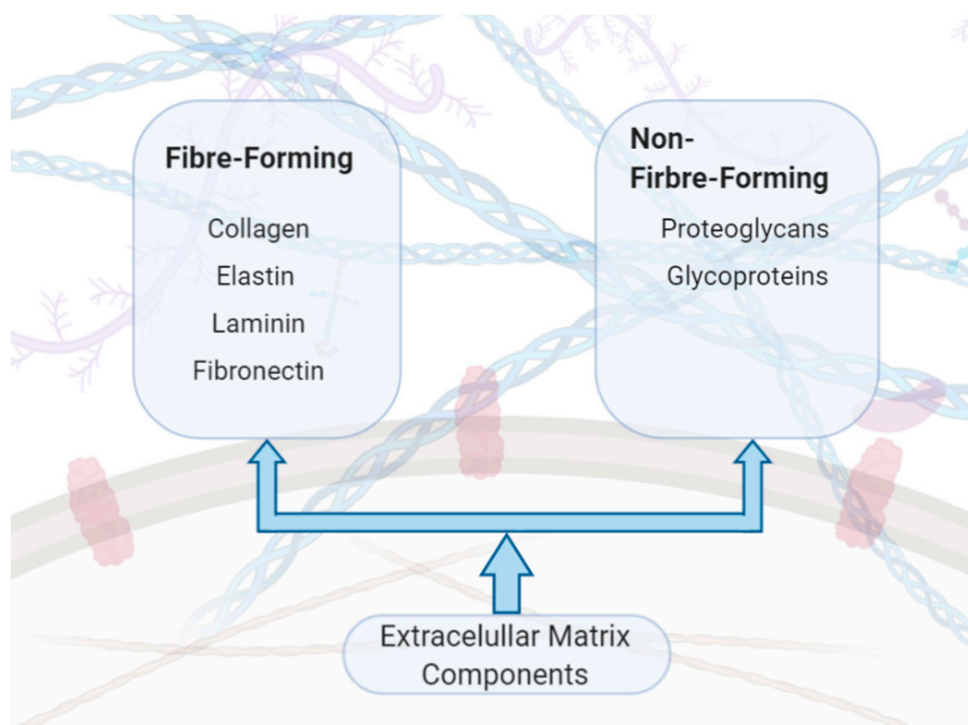 Fibre-Forming
Collagen
Elastin
Laminin
Fibronectin
Non-
Firbre-Forming
Proteoglycans
Glycoproteins
Extracelullar Matrix
Components